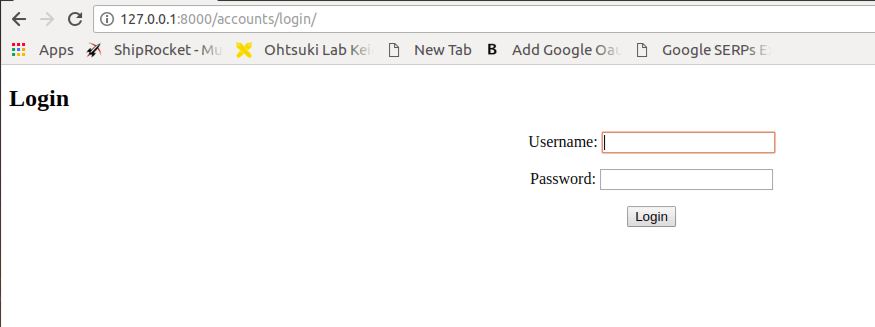 127.0.0.1:8000/accounts/login/
Apps ShipRocket - Mu Ohtsuki Lab Kei New Tab B Add Google Oau Google SERPs E
Login
Username:
Password:
Login